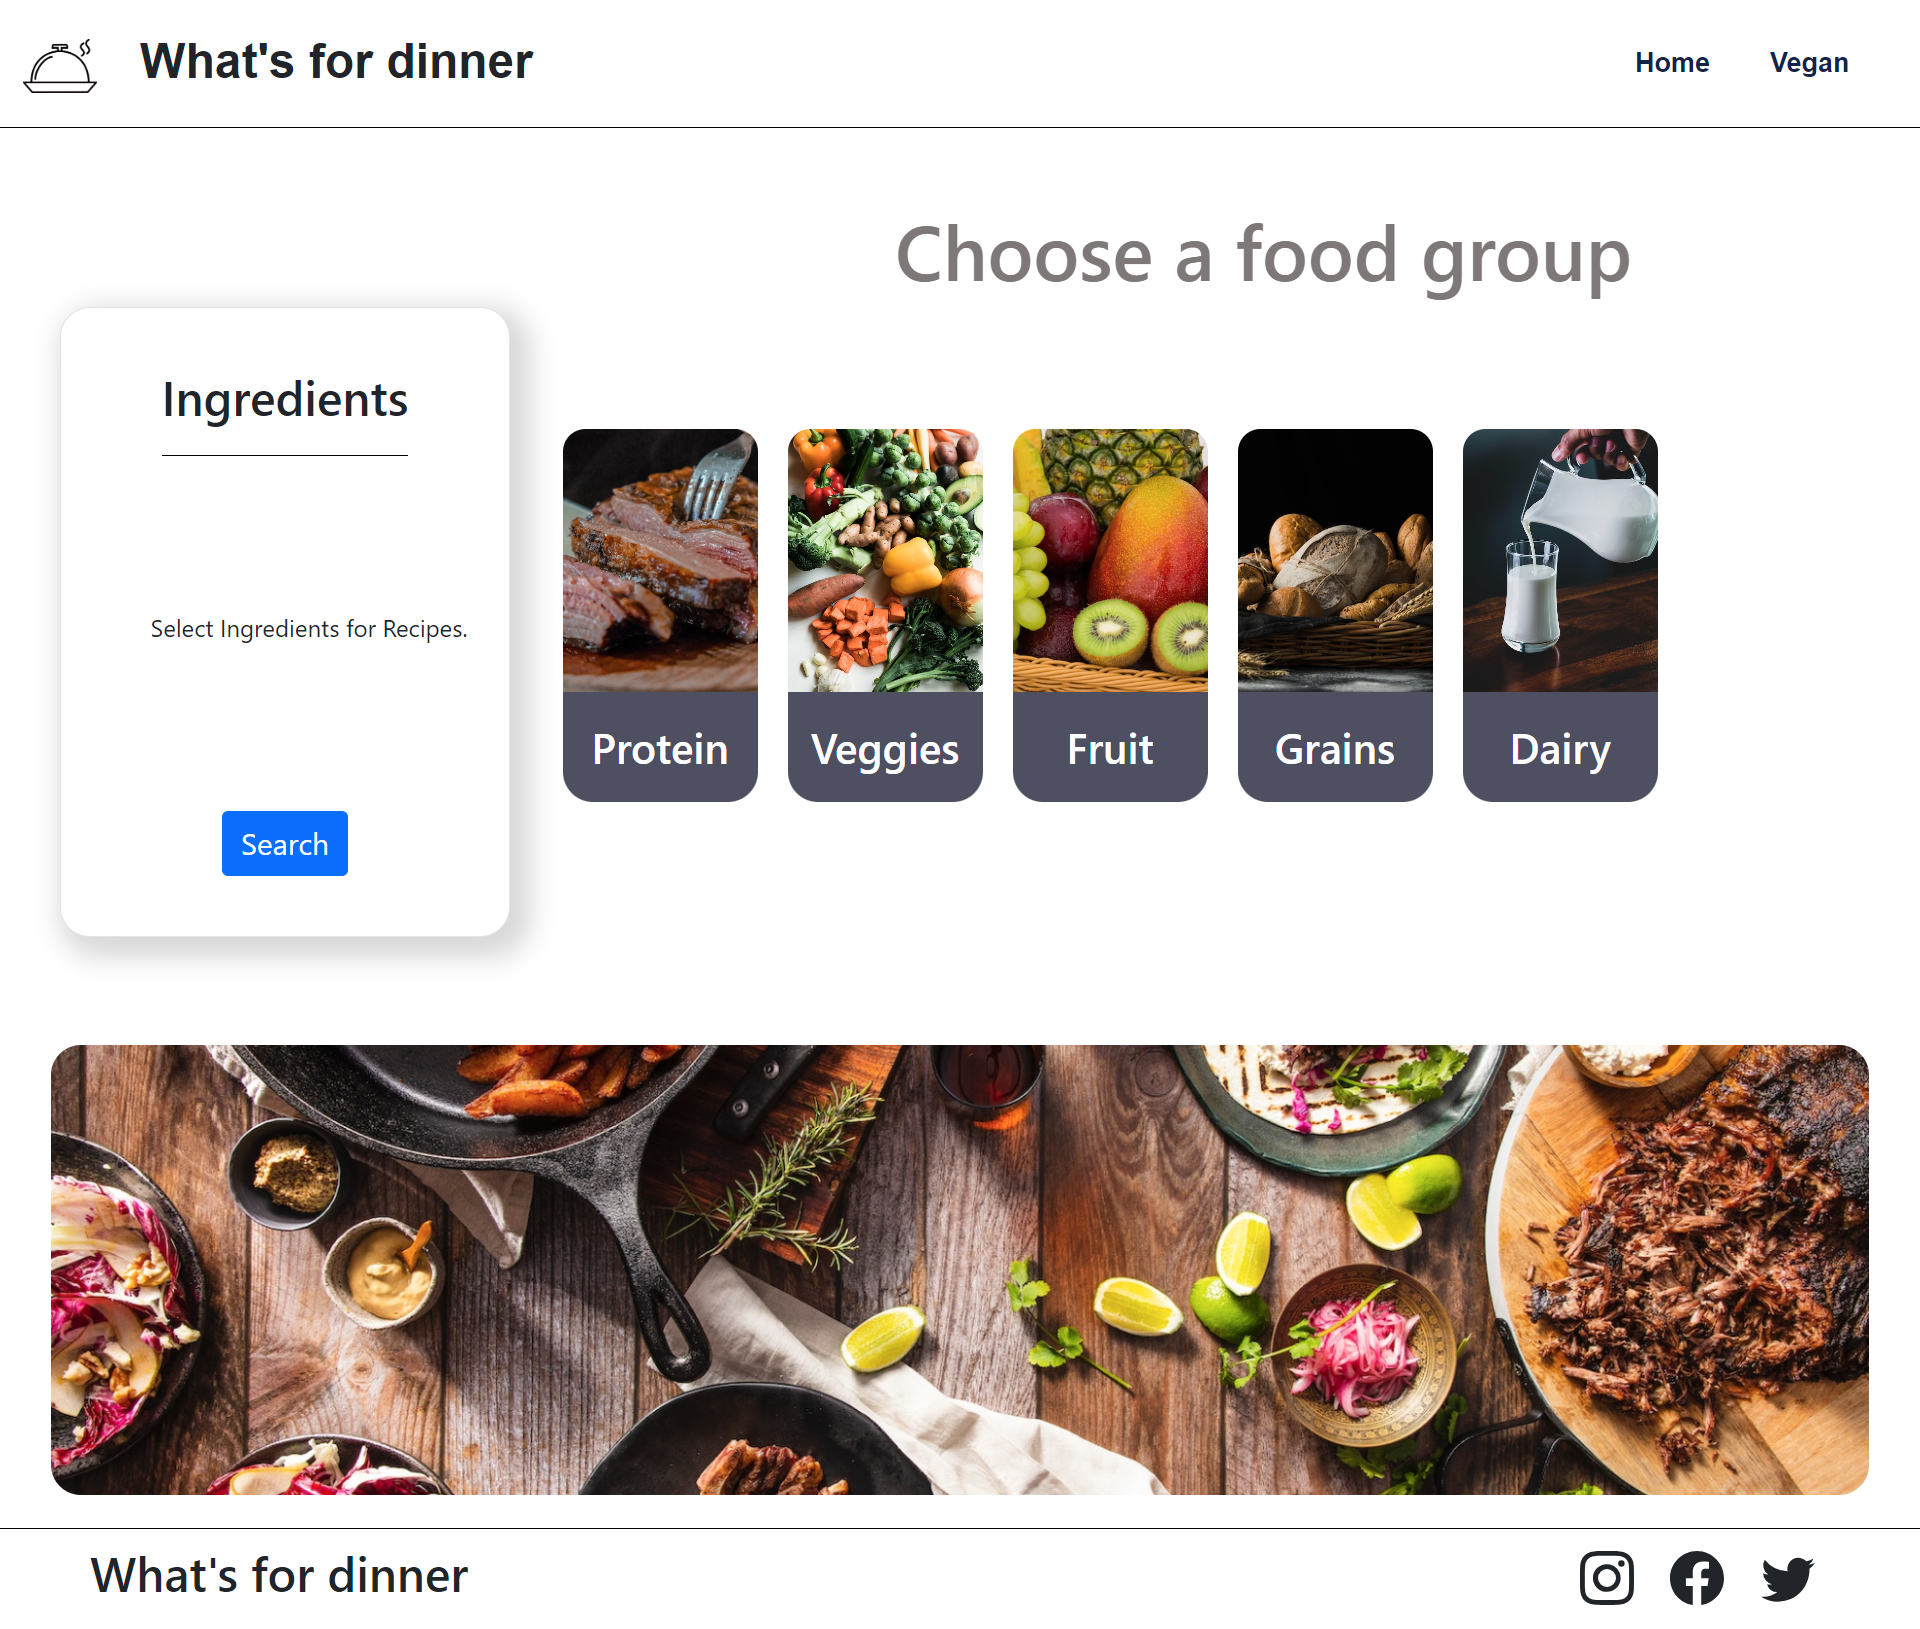 What's for dinner
Home
Vegan
Choose a food group
Ingredients
Select Ingredients for Recipes.
Search
Protein
Veggies
Fruit
Grains
Dairy
What's for dinner